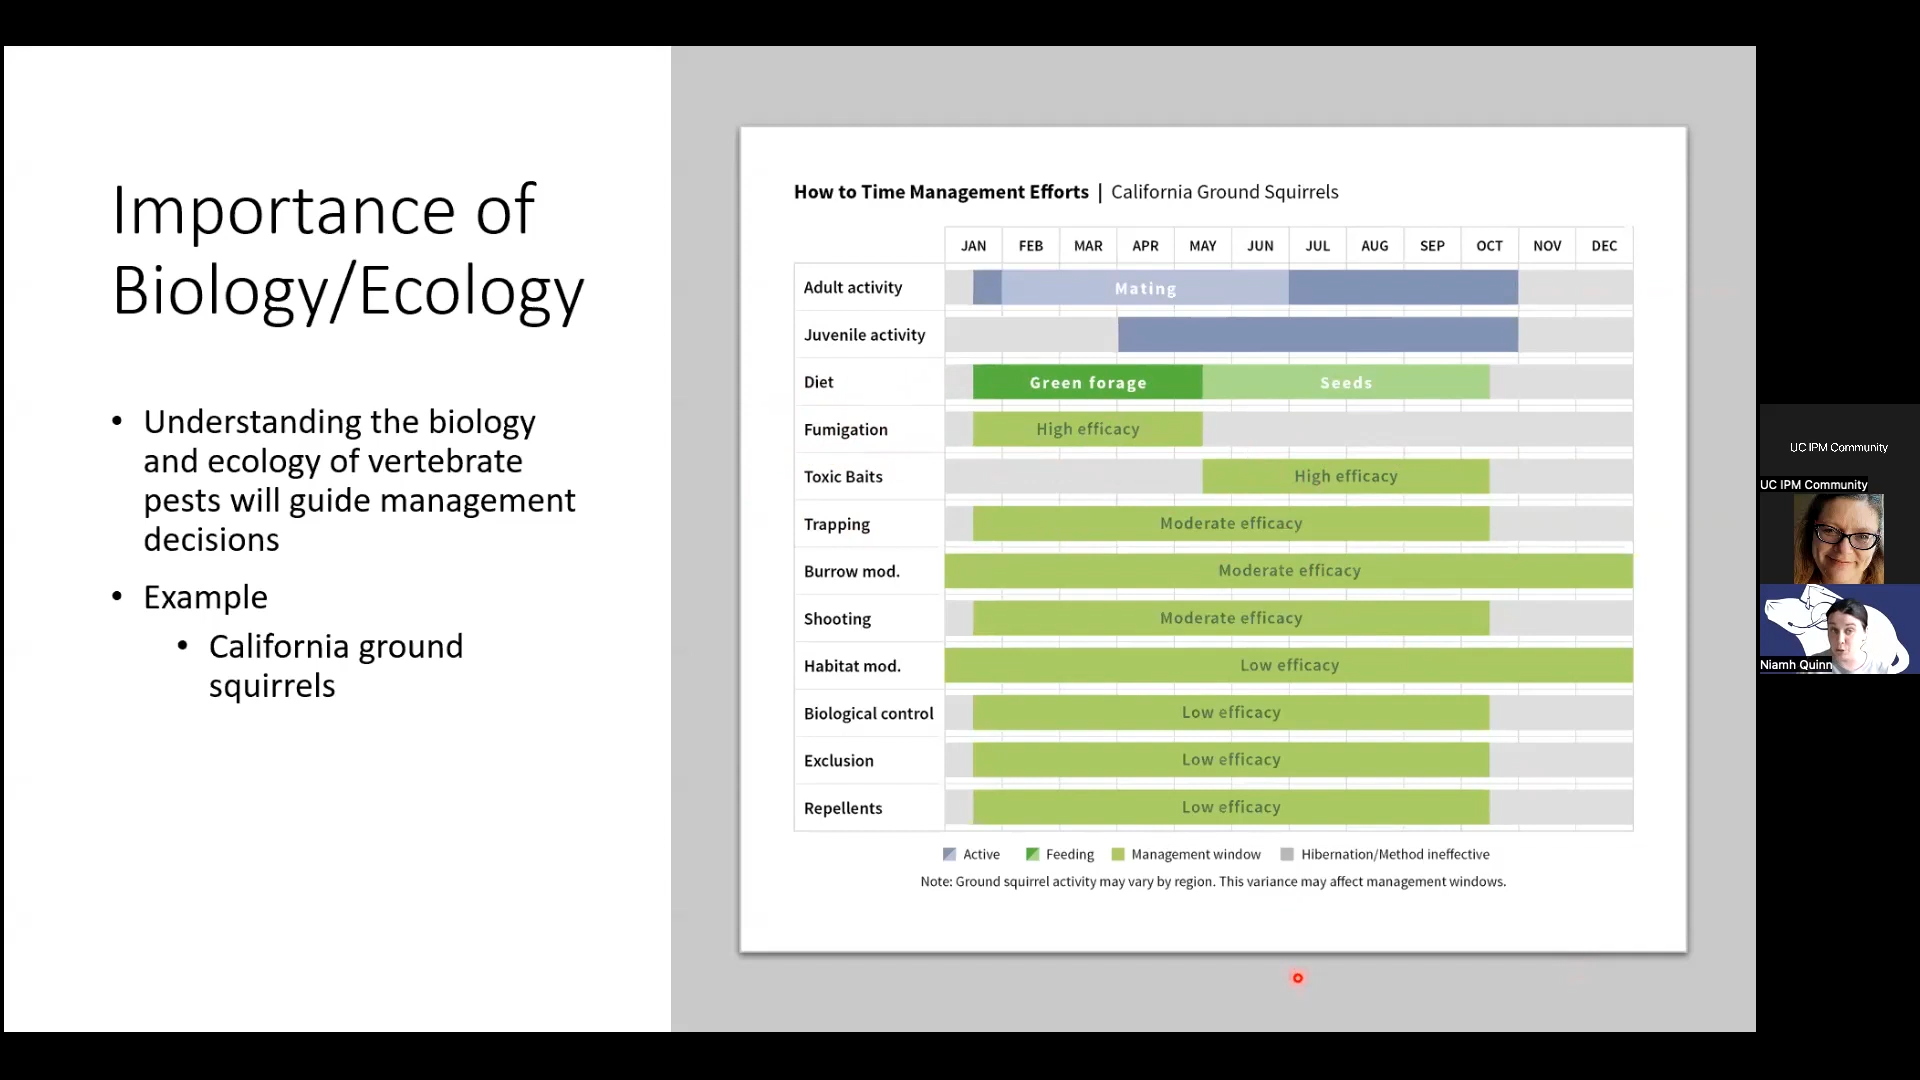 Importance of
Biology/Ecology
• Understanding the biology
and ecology of vertebrate
pests will guide management
decisions
• Example
• California ground
squirrels
How to Time Management Efforts | California Ground Squirrels
JAN FEB MAR APR MAY JUN JUL AUG SEP OCT NOV DEC
Adult activity Mating
Juvenile activity
Diet Green forage Seeds
Fumigation High efficacy
Toxic Baits High efficacy
Trapping Moderate efficacy
Burrow mod. Moderate efficacy
Shooting Moderate efficacy
Habitat mod. Low efficacy
Biological control Low efficacy
Exclusion Low efficacy
Repellents Low efficacy
Active Feeding Management window Hibernation/Method ineffective
Note: Ground squirrel activity may vary by region. This variance may affect management windows.
UC IPM Community
UC IPM Community
Niamh Quinn